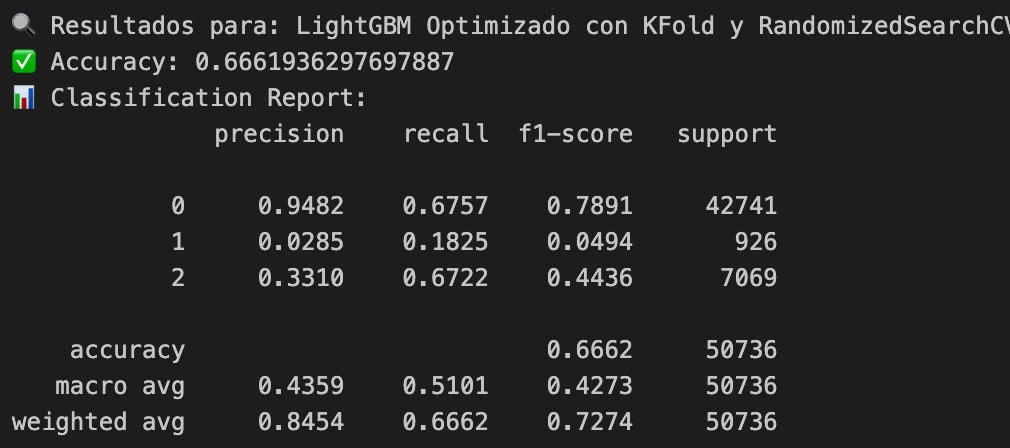 🔍 Resultados para: LightGBM Optimizado con KFold y RandomizedSearchCV
✅ Accuracy: 0.6661936297697887
📊 Classification Report:
precision recall f1-score support
0 0.9482 0.6757 0.7891 42741
1 0.0285 0.1825 0.0494 926
2 0.3310 0.6722 0.4436 7069
accuracy 0.6662 50736
macro avg 0.4359 0.5101 0.4273 50736
weighted avg 0.8454 0.6662 0.7274 50736